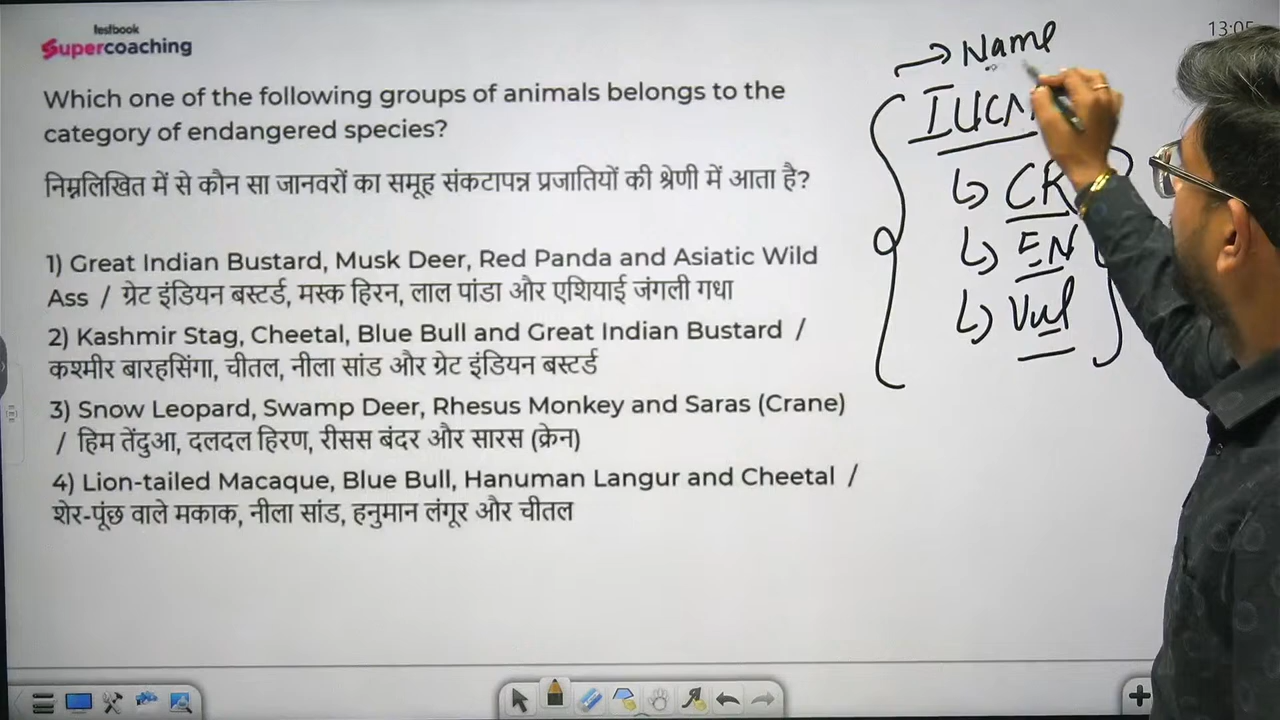 testbook
Supercoaching
13:05
Which one of the following groups of animals belongs to the
category of endangered species?
निम्नलिखित में से कौन सा जानवरों का समूह संकटापन्न प्रजातियों की श्रेणी में आता है?
1) Great Indian Bustard, Musk Deer, Red Panda and Asiatic Wild
Ass / ग्रेट इंडियन बस्टर्ड, मस्क हिरन, लाल पांडा और एशियाई जंगली गधा
2) Kashmir Stag, Cheetal, Blue Bull and Great Indian Bustard /
कश्मीर बारहसिंगा, चीतल, नीला सांड और ग्रेट इंडियन बस्टर्ड
3) Snow Leopard, Swamp Deer, Rhesus Monkey and Saras (Crane)
/ हिम तेंदुआ, दलदल हिरण, रीसस बंदर और सारस (क्रेन)
4) Lion-tailed Macaque, Blue Bull, Hanuman Langur and Cheetal /
शेर-पूंछ वाले मकाक, नीला सांड, हनुमान लंगूर और चीतल
→ Name
IUCN
CR
EN
Vul